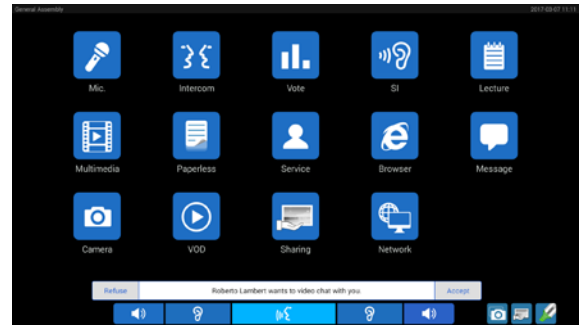 General Assembly 2017-03-07 11:11
Mic. Intercom Vote SI Lecture
Multimedia Paperless Service Browser Message
Camera VOD Sharing Network
Refuse Roberto Lambert wants to video chat with you. Accept